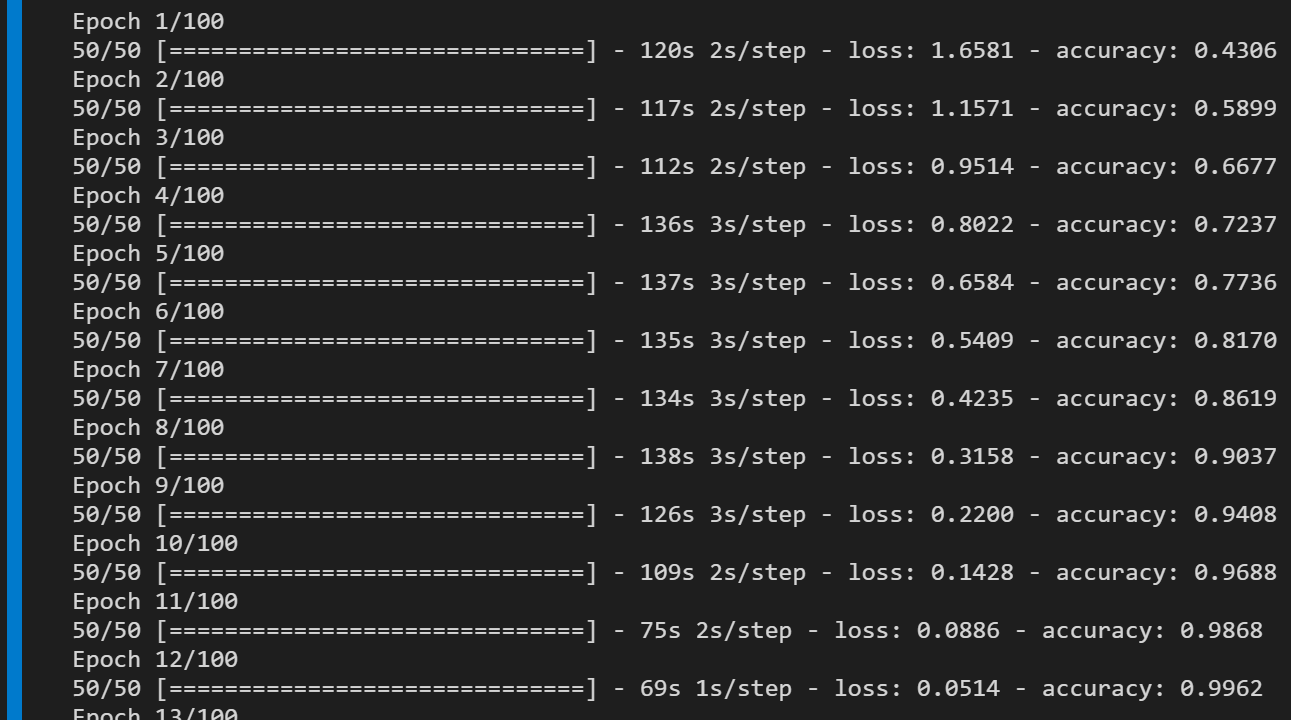 Epoch 1/100
50/50 [==============================] - 120s 2s/step - loss: 1.6581 - accuracy: 0.4306
Epoch 2/100
50/50 [==============================] - 117s 2s/step - loss: 1.1571 - accuracy: 0.5899
Epoch 3/100
50/50 [==============================] - 112s 2s/step - loss: 0.9514 - accuracy: 0.6677
Epoch 4/100
50/50 [==============================] - 136s 3s/step - loss: 0.8022 - accuracy: 0.7237
Epoch 5/100
50/50 [==============================] - 137s 3s/step - loss: 0.6584 - accuracy: 0.7736
Epoch 6/100
50/50 [==============================] - 135s 3s/step - loss: 0.5409 - accuracy: 0.8170
Epoch 7/100
50/50 [==============================] - 134s 3s/step - loss: 0.4235 - accuracy: 0.8619
Epoch 8/100
50/50 [==============================] - 138s 3s/step - loss: 0.3158 - accuracy: 0.9037
Epoch 9/100
50/50 [==============================] - 126s 3s/step - loss: 0.2200 - accuracy: 0.9408
Epoch 10/100
50/50 [==============================] - 109s 2s/step - loss: 0.1428 - accuracy: 0.9688
Epoch 11/100
50/50 [==============================] - 75s 2s/step - loss: 0.0886 - accuracy: 0.9868
Epoch 12/100
50/50 [==============================] - 69s 1s/step - loss: 0.0514 - accuracy: 0.9962
Epoch 13/100